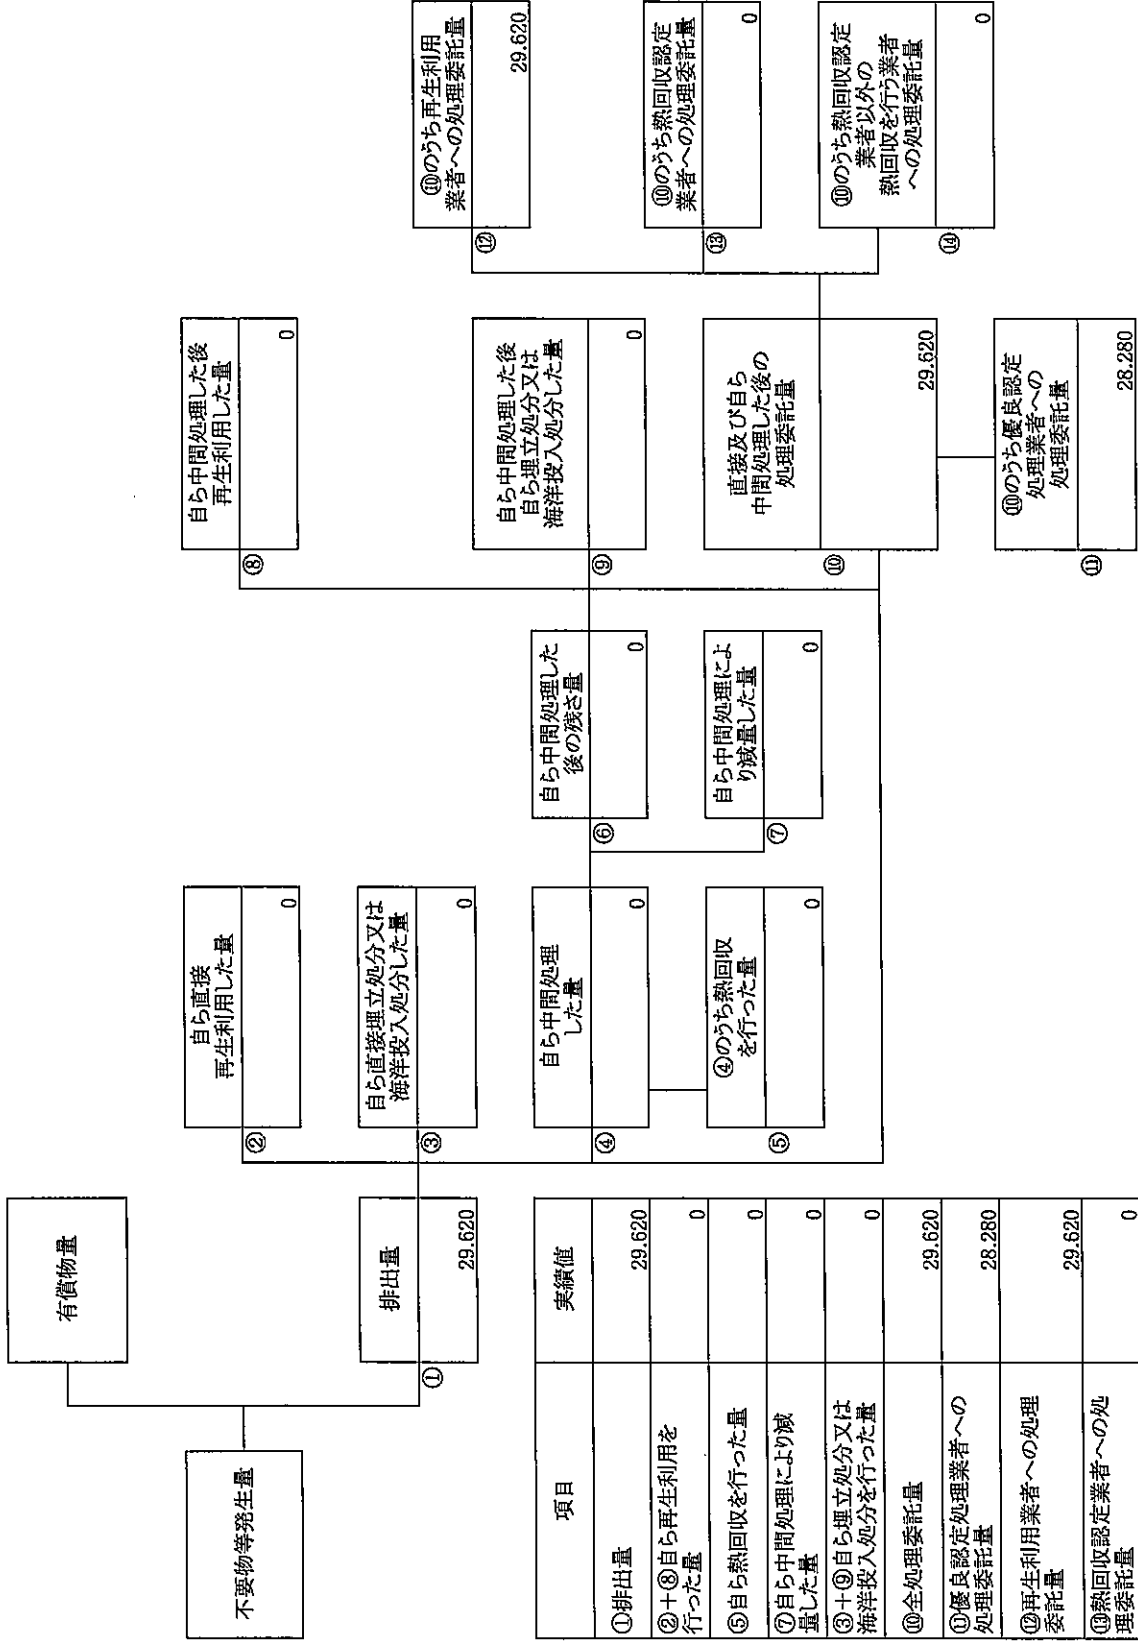 不要物等発生量
有償物量
①
排出量
29.620
②
自ら直接
再生利用した量
0
③
自ら直接埋立処分又は
海洋投入処分した量
0
④
自ら中間処理
した量
0
⑤
④のうち熱回収
を行った量
0
⑥
自ら中間処理した
後の残さ量
0
⑦
自ら中間処理によ
り減量した量
0
⑧
自ら中間処理した後
再生利用した量
0
⑨
自ら中間処理した後
自ら埋立処分又は
海洋投入処分した量
0
⑩
直接及び自ら
中間処理した後の
処理委託量
29.620
⑪
⑩のうち優良認定
処理業者への
処理委託量
28.280
⑫
⑩のうち再生利用
業者への処理委託量
29.620
⑬
⑩のうち熱回収認定
業者への処理委託量
0
⑭
⑩のうち熱回収認定
業者以外の
熱回収を行う業者
への処理委託量
0
項目
実績値
①排出量
29.620
②+⑧自ら再生利用を
行った量
0
⑤自ら熱回収を行った量
0
⑦自ら中間処理により減
量した量
0
③+⑨自ら埋立処分又は
海洋投入処分を行った量
0
⑩全処理委託量
29.620
⑪優良認定処理業者への
処理委託量
28.280
⑫再生利用業者への処理
委託量
29.620
⑬熱回収認定業者への処
理委託量
0